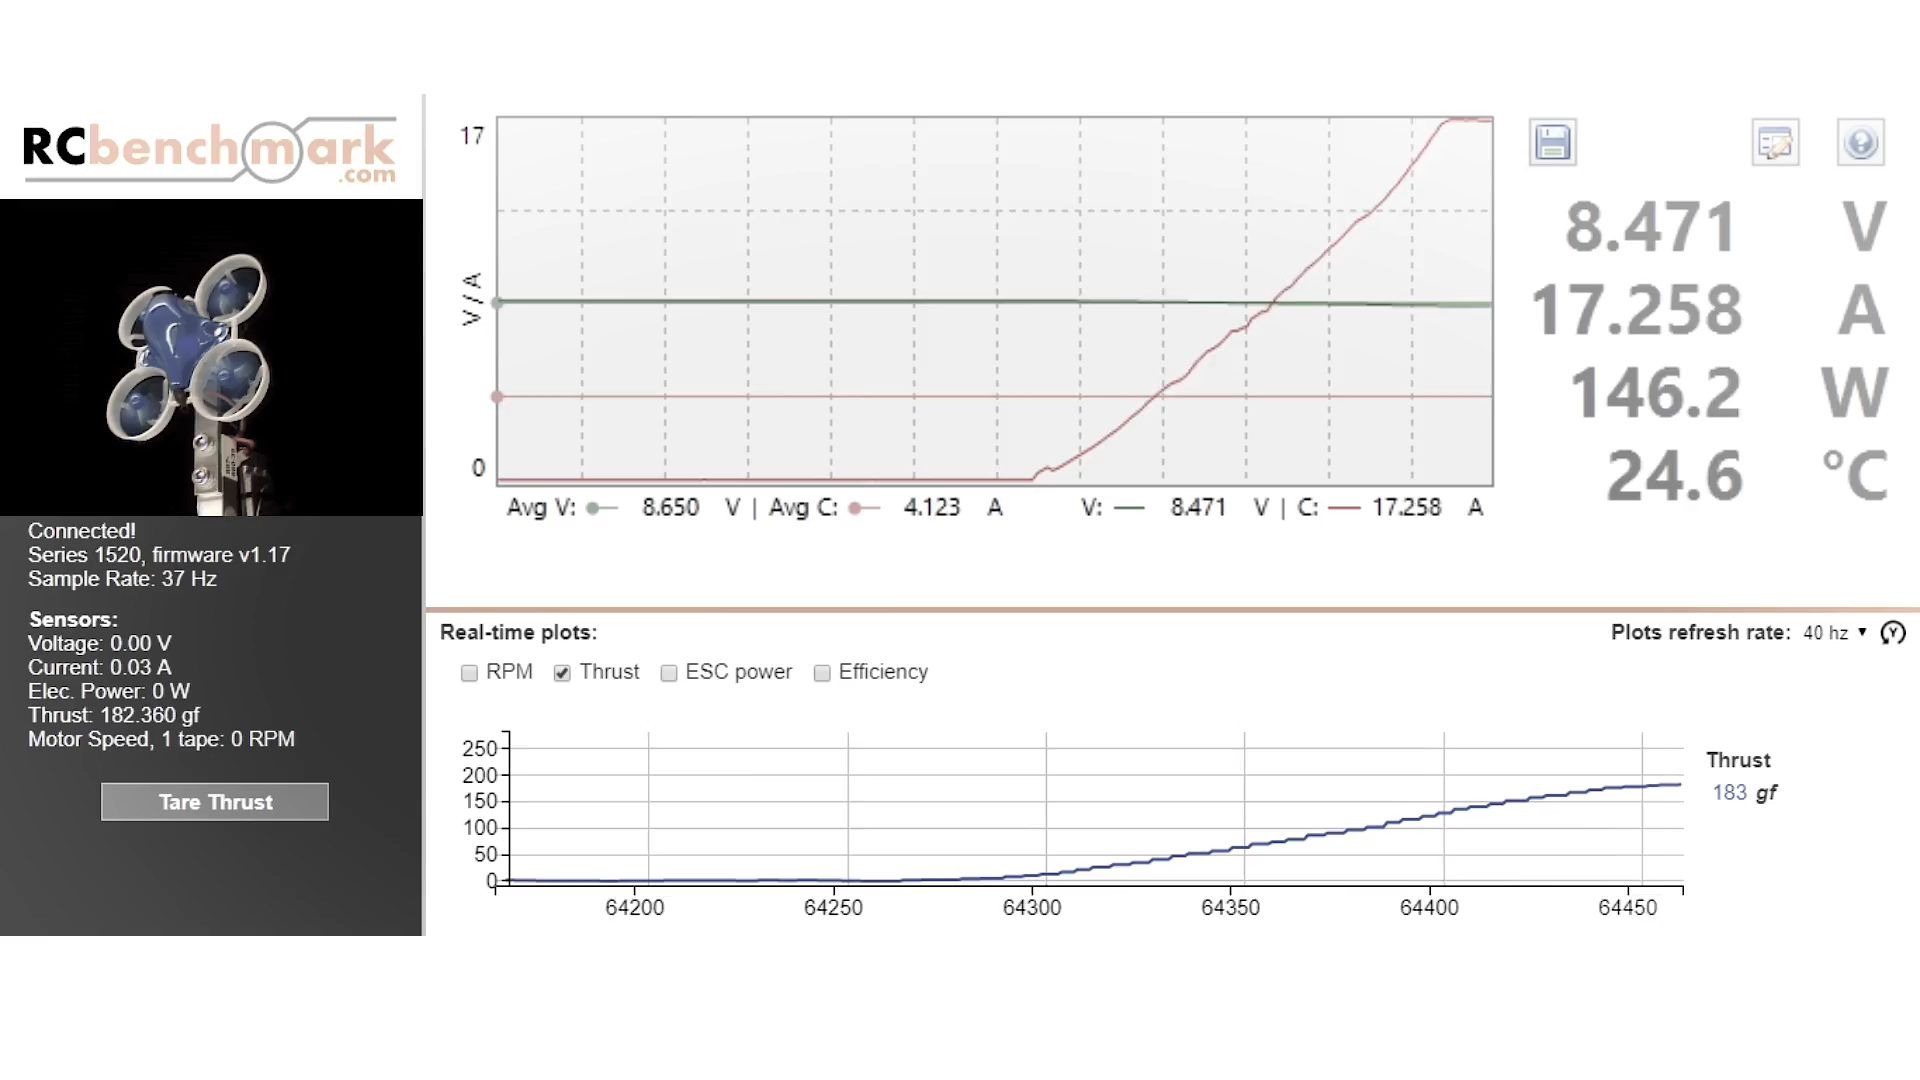 RCbenchmark
.com
Connected!
Series 1520, firmware v1.17
Sample Rate: 37 Hz
Sensors:
Voltage: 0.00 V
Current: 0.03 A
Elec. Power: 0 W
Thrust: 182.360 gf
Motor Speed, 1 tape: 0 RPM
Tare Thrust
17
V / A
0
Avg V: 8.650 V | Avg C: 4.123 A V: 8.471 V | C: 17.258 A
8.471 V
17.258 A
146.2 W
24.6 °C
Real-time plots:
Plots refresh rate: 40 hz
RPM Thrust ESC power Efficiency
250
200
150
100
50
0
64200 64250 64300 64350 64400 64450
Thrust
183 gf